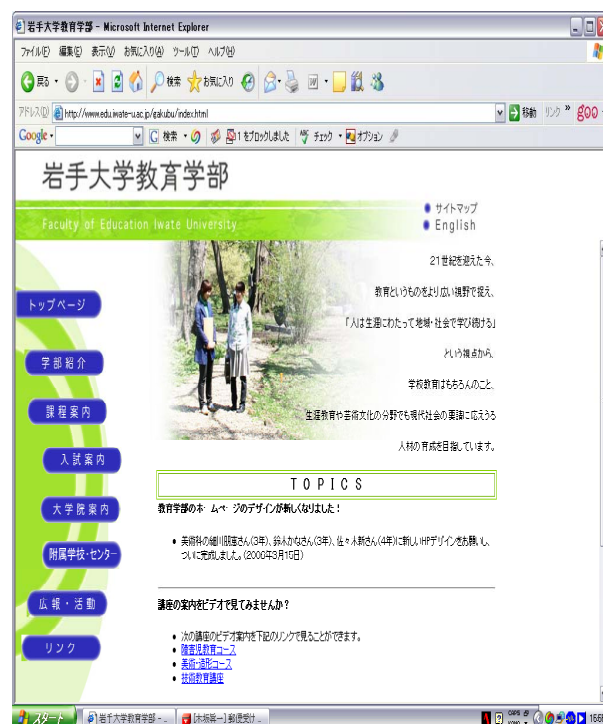 岩手大学教育学部 - Microsoft Internet Explorer
ファイル(F) 編集(E) 表示(V) お気に入り(A) ツール(T) ヘルプ(H)
戻る 検索 お気に入り
アドレス(D) http://www.edu.iwate-u.ac.jp/gakubu/index.html 移動 リンク » goo
Google 検索 1 をブロックしました チェック オプション
岩手大学教育学部
Faculty of Education Iwate University
サイトマップ
English
トップページ
学部紹介
課程案内
入試案内
大学院案内
附属学校・センター
広報・活動
リンク
21世紀を迎えた今、
教育というものをより広い視野で捉え、
「人は生涯にわたって地域・社会で学び続ける」
という視点から、
学校教育はもちろんのこと、
生涯教育や芸術文化の分野でも現代社会の要請に応えうる
人材の育成を目指しています。
TOPICS
教育学部のホームページのデザインが新しくなりました!
美術科の細川朋富さん(3年)、鈴木かなさん(3年)、佐々木新さん(4年)に新しいHPデザインをお願いし、
ついに完成しました。(2006年3月15日)
講座の案内をビデオで見てみませんか?
次の講座のビデオ案内を下記のリンクで見ることができます。
障害児教育コース
美術・造形コース
技術教育講座
スタート 岩手大学教育学部 - ... 郵便受け ...
CAPS